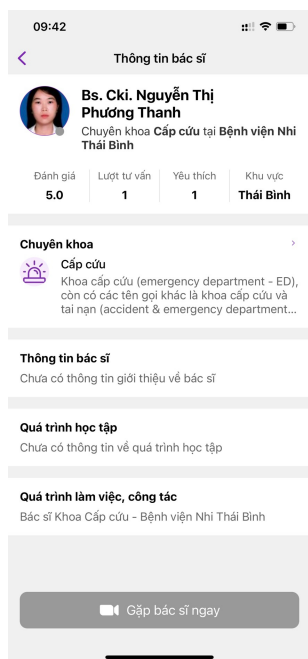 09:42
Thông tin bác sĩ
Bs. Cki. Nguyễn Thị
Phương Thanh
Chuyên khoa Cấp cứu tại Bệnh viện Nhi
Thái Bình
Đánh giá Lượt tư vấn Yêu thích Khu vực
5.0 1 1 Thái Bình
Chuyên khoa
Cấp cứu
Khoa cấp cứu (emergency department - ED),
còn có các tên gọi khác là khoa cấp cứu và
tai nạn (accident & emergency department...
Thông tin bác sĩ
Chưa có thông tin giới thiệu về bác sĩ
Quá trình học tập
Chưa có thông tin về quá trình học tập
Quá trình làm việc, công tác
Bác sĩ Khoa Cấp cứu - Bệnh viện Nhi Thái Bình
Gặp bác sĩ ngay